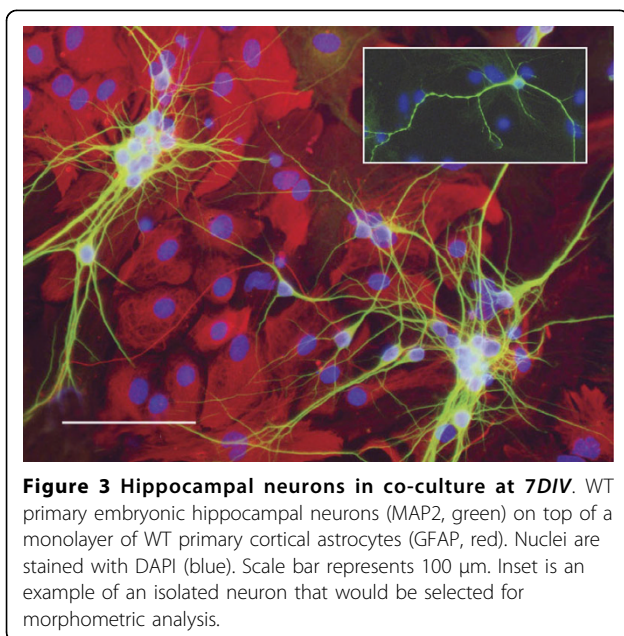 Figure 3 Hippocampal neurons in co-culture at 7DIV. WT
primary embryonic hippocampal neurons (MAP2, green) on top of a
monolayer of WT primary cortical astrocytes (GFAP, red). Nuclei are
stained with DAPI (blue). Scale bar represents 100 μm. Inset is an
example of an isolated neuron that would be selected for
morphometric analysis.